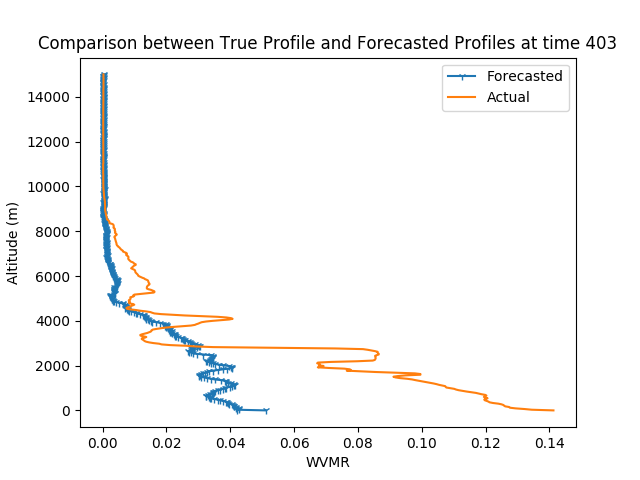 Comparison between True Profile and Forecasted Profiles at time 403
Forecasted
Actual
14000
12000
10000
8000
6000
4000
2000
0
Altitude (m)
0.00 0.02 0.04 0.06 0.08 0.10 0.12 0.14
WVMR